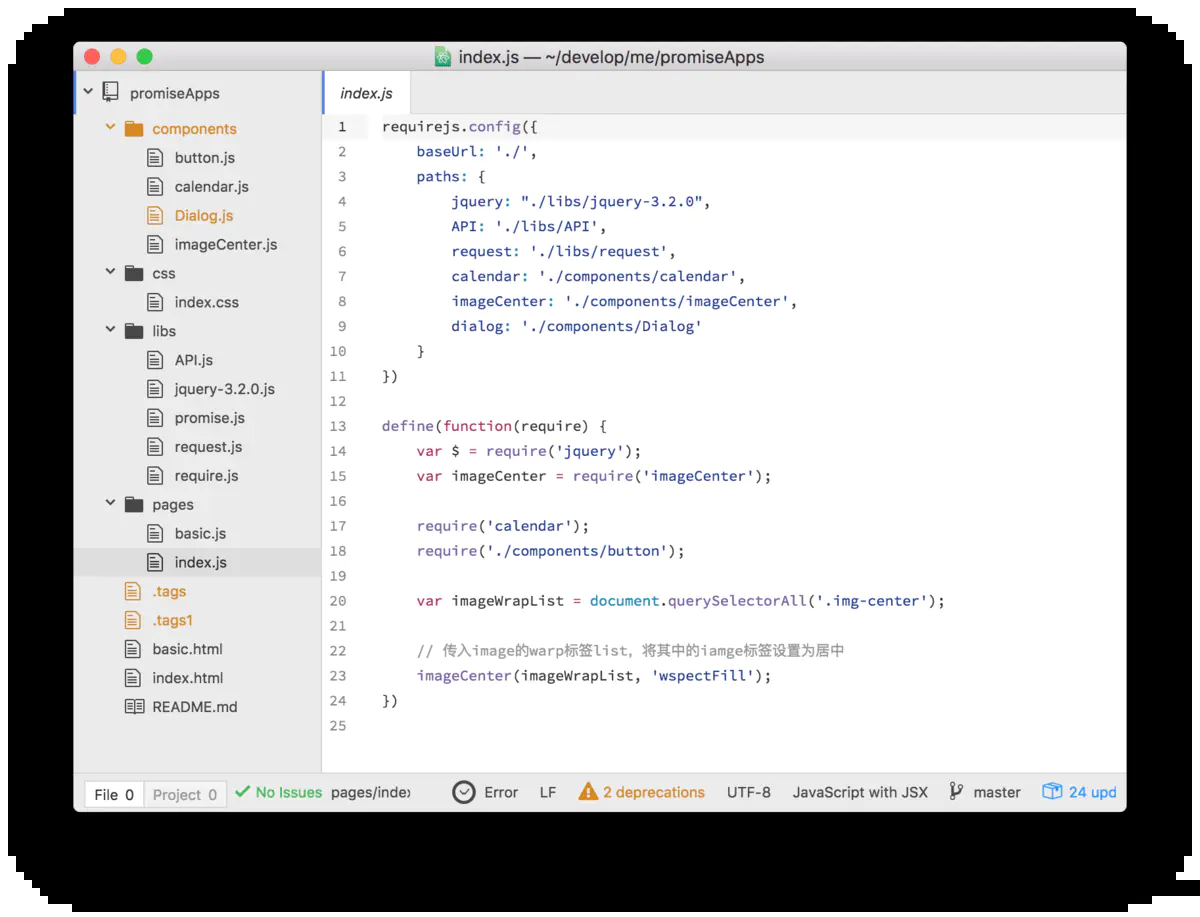 index.js — ~/develop/me/promiseApps
promiseApps
components
button.js
calendar.js
Dialog.js
imageCenter.js
css
index.css
libs
API.js
jquery-3.2.0.js
promise.js
request.js
require.js
pages
basic.js
index.js
.tags
.tags1
basic.html
index.html
README.md
index.js
1 requirejs.config({
2 baseUrl: './',
3 paths: {
4 jquery: "./libs/jquery-3.2.0",
5 API: './libs/API',
6 request: './libs/request',
7 calendar: './components/calendar',
8 imageCenter: './components/imageCenter',
9 dialog: './components/Dialog'
10 }
11 })
12
13 define(function(require) {
14 var $ = require('jquery');
15 var imageCenter = require('imageCenter');
16
17 require('calendar');
18 require('./components/button');
19
20 var imageWrapList = document.querySelectorAll('.img-center');
21
22 // 传入image的warp标签list，将其中的iamge标签设置为居中
23 imageCenter(imageWrapList, 'wspectFill');
24 })
25
File 0 Project 0 No Issues pages/index Error LF 2 deprecations UTF-8 JavaScript with JSX master 24 upd